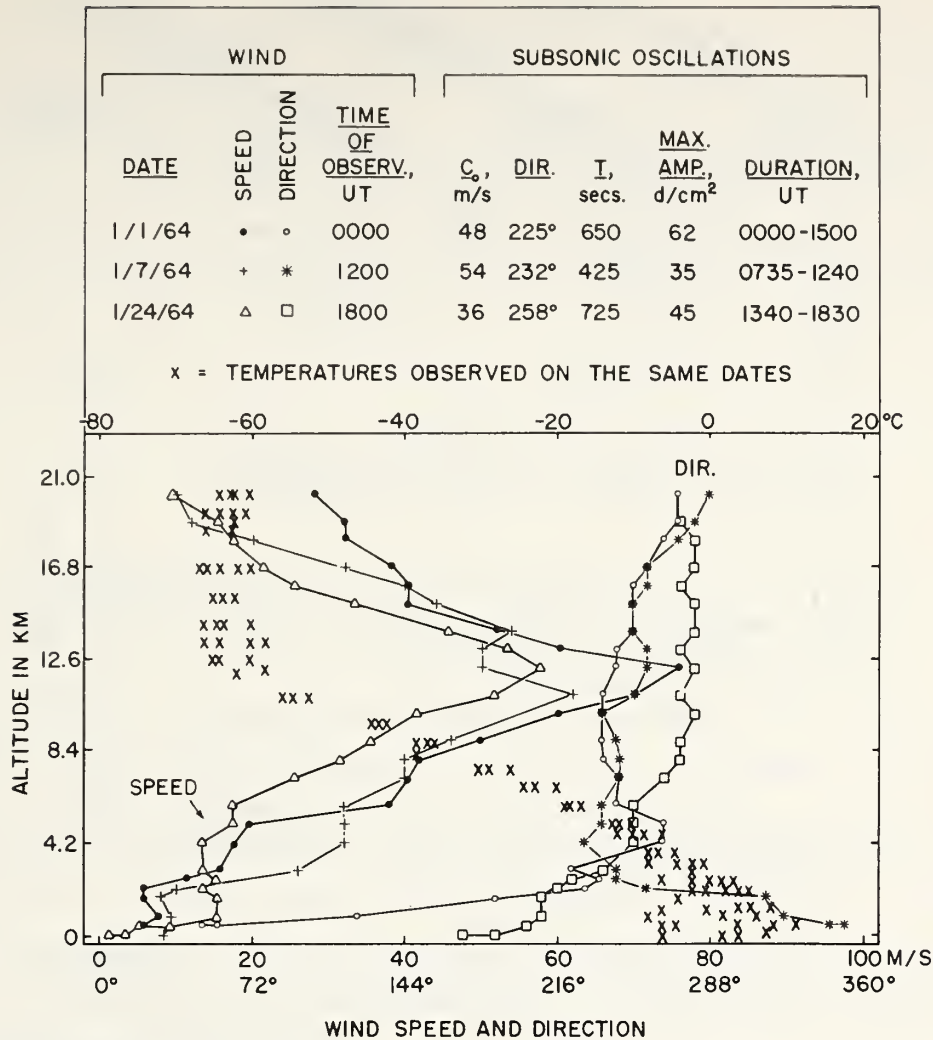 WIND SUBSONIC OSCILLATIONS
DATE SPEED DIRECTION TIME OF OBSERV., UT C₀, m/s DIR. T, secs. MAX. AMP., d/cm² DURATION, UT
1/1/64 • ○ 0000 48 225° 650 62 0000-1500
1/7/64 + * 1200 54 232° 425 35 0735-1240
1/24/64 △ □ 1800 36 258° 725 45 1340-1830
x = TEMPERATURES OBSERVED ON THE SAME DATES
-80 -60 -40 -20 0 20°C
DIR.
21.0
16.8
12.6
8.4
4.2
0
ALTITUDE IN KM
SPEED
0 20 40 60 80 100 M/S
0° 72° 144° 216° 288° 360°
WIND SPEED AND DIRECTION